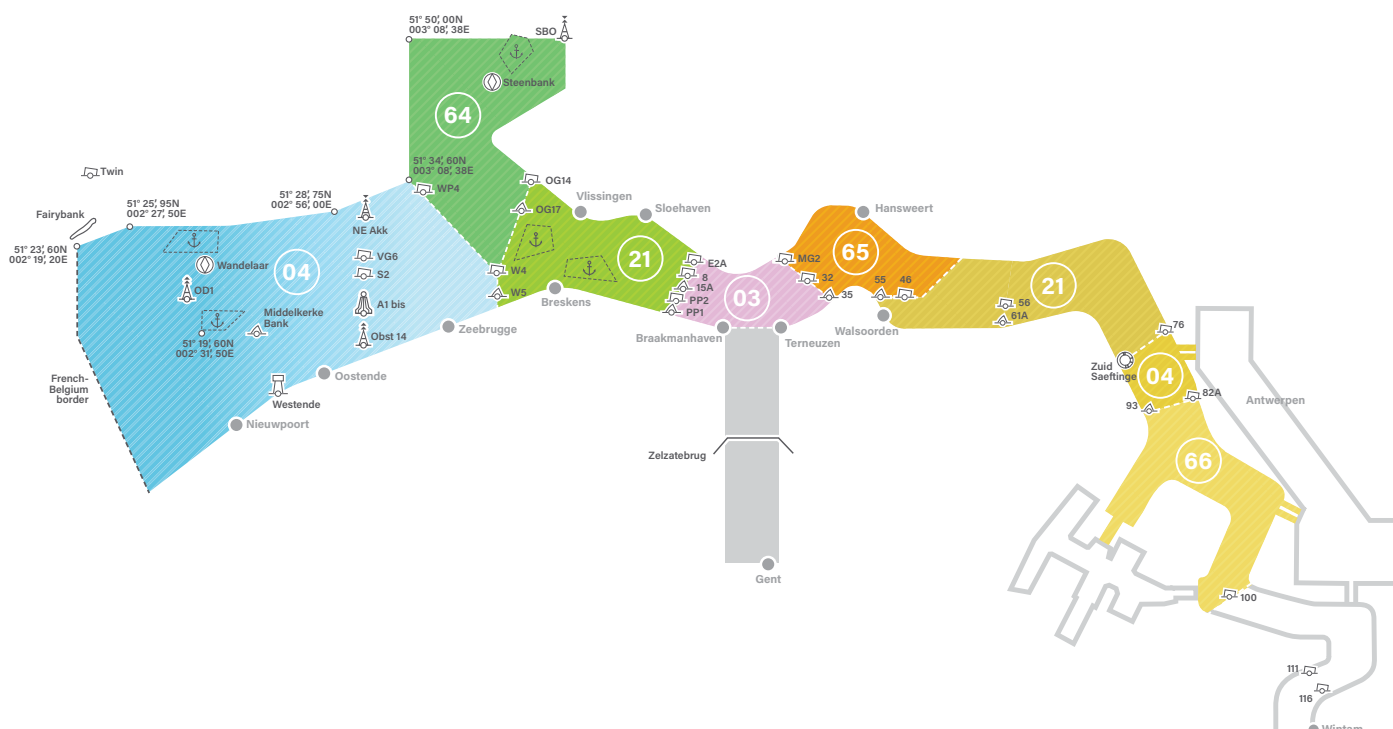 51° 50', 00N
003° 08', 38E
SBO
Steenbank
64
51° 34', 60N
003° 08', 38E
WP4
OG14
OG17
Twin
Fairybank
51° 25', 95N
002° 27', 50E
51° 28', 75N
002° 56', 00E
51° 23', 60N
002° 19', 20E
NE Akk
Wandelaar
04
VG6
S2
OD1
A1 bis
Middelkerke
Bank
Obst 14
51° 19', 60N
002° 31', 50E
French-
Belgium
border
Westende
Oostende
Nieuwpoort
Zeebrugge
W4
W5
Vlissingen
Sloehaven
21
Breskens
E2A
8
15A
PP2
PP1
03
Braakmanhaven
Terneuzen
MG2
32
35
65
Hansweert
55
46
Walsoorden
21
56
61A
76
Zuid
Saeftinge
04
82A
93
Antwerpen
66
Zelzatebrug
Gent
100
111
116